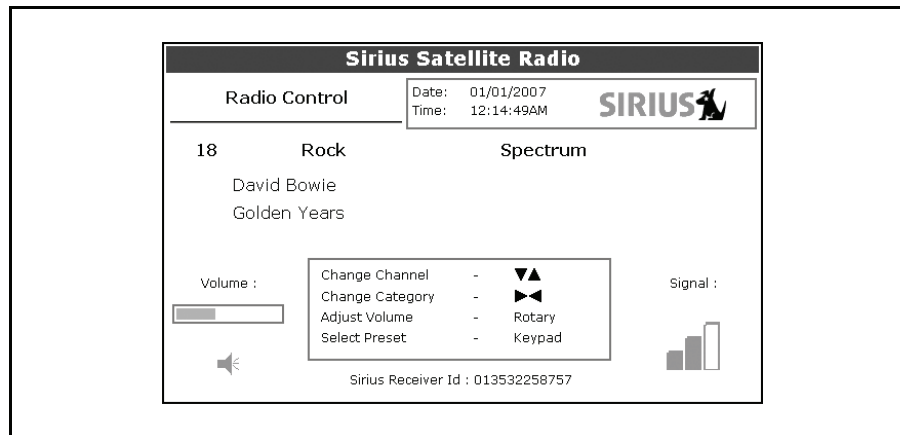 Sirius Satellite Radio
Radio Control
Date: 01/01/2007
Time: 12:14:49AM
SIRIUS
18 Rock Spectrum
David Bowie
Golden Years
Volume :
Change Channel - ▼▲
Change Category - ►◄
Adjust Volume - Rotary
Select Preset - Keypad
Signal :
Sirius Receiver Id : 013532258757